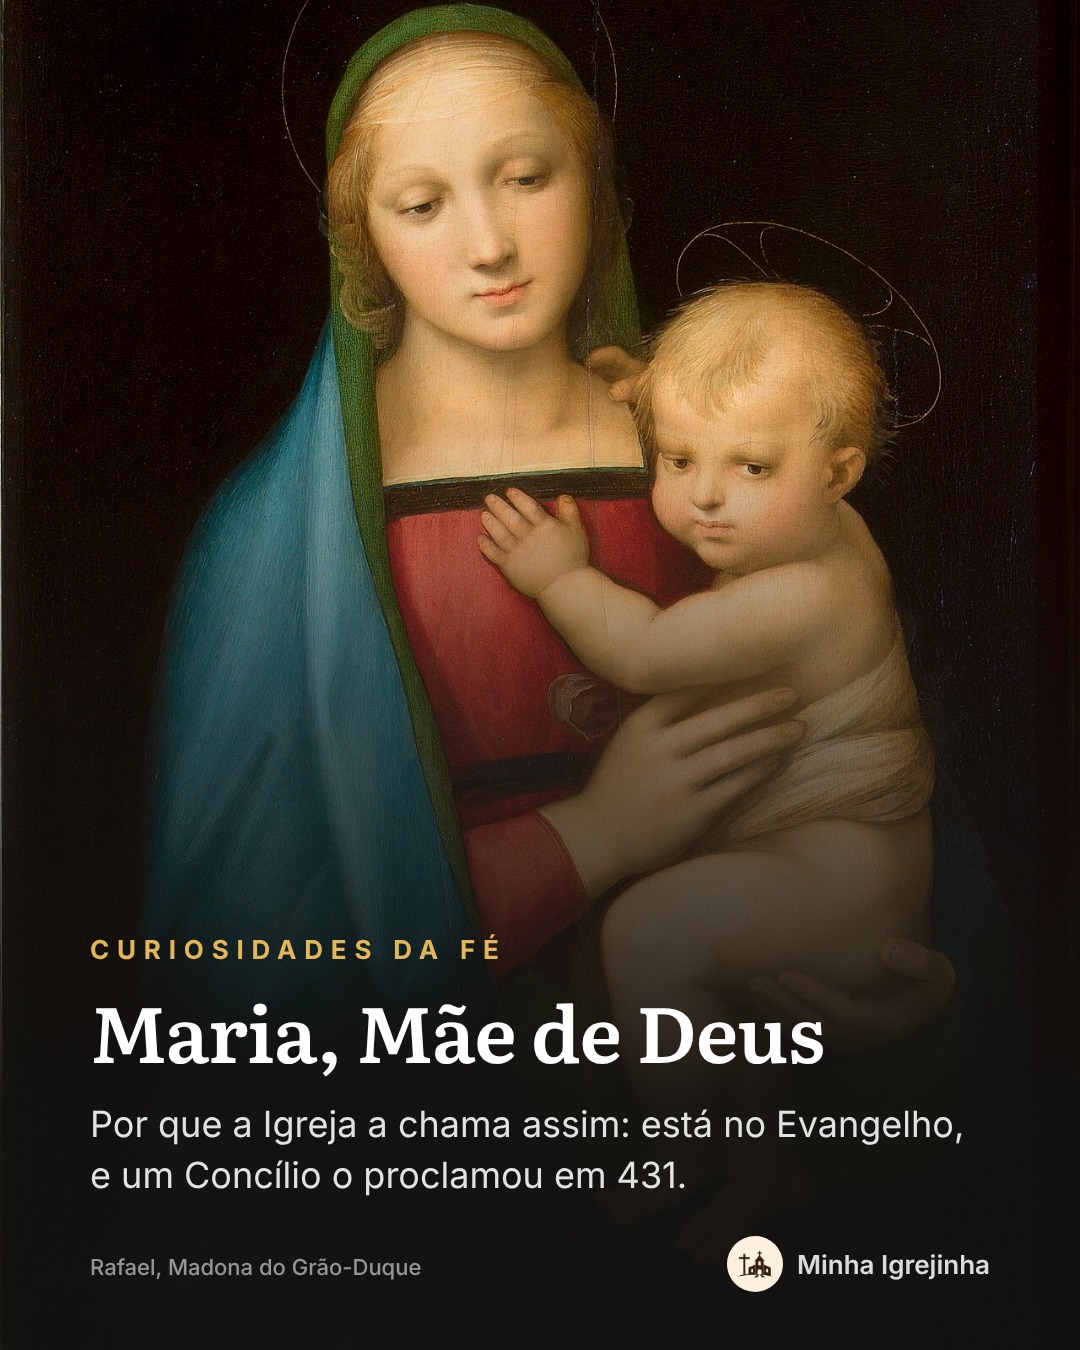 CURIOSIDADES DA FÉ
Maria, Mãe de Deus
Por que a Igreja a chama assim: está no Evangelho,
e um Concílio o proclamou em 431.
Rafael, Madona do Grão-Duque
Minha Igrejinha